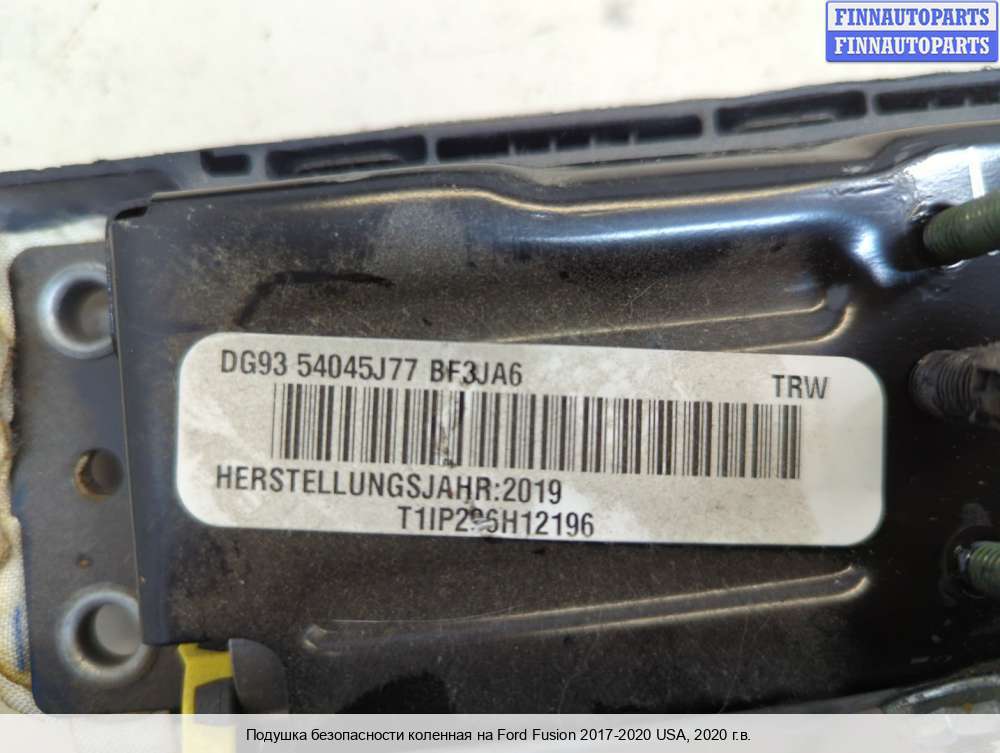 FINNAUTOPARTS
FINNAUTOPARTS
DG93 54045J77 BF3JA6
TRW
HERSTELLUNGSJAHR:2019
Подушка безопасности коленная на Ford Fusion 2017-2020 USA, 2020 г.в.